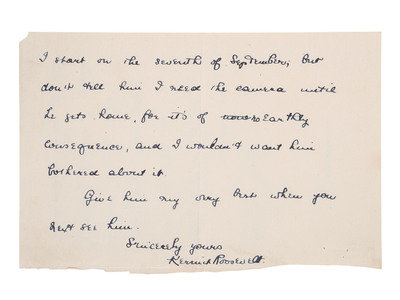 I start on the seventh of September; but
don't tell him I need the camera until
he gets home, for it's of no earthly
consequence, and I wouldn't want him
bothered about it.
Give him my very best when you
next see him.
Sincerely yours
Kermit Roosevelt.